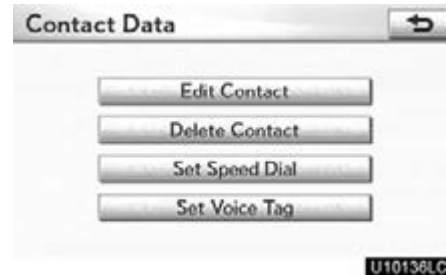 Contact Data
Edit Contact
Delete Contact
Set Speed Dial
Set Voice Tag
U10136LC